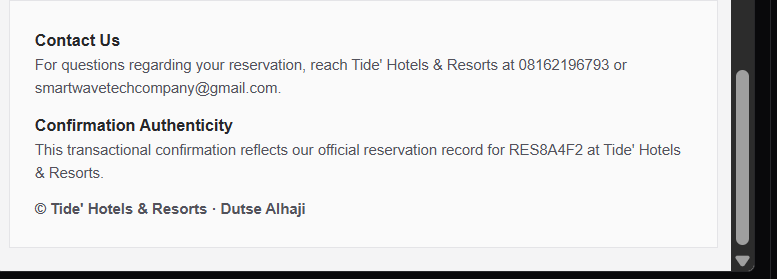 Contact Us
For questions regarding your reservation, reach Tide' Hotels & Resorts at 08162196793 or
smartwavetechcompany@gmail.com.
Confirmation Authenticity
This transactional confirmation reflects our official reservation record for RES8A4F2 at Tide' Hotels
& Resorts.
© Tide' Hotels & Resorts · Dutse Alhaji